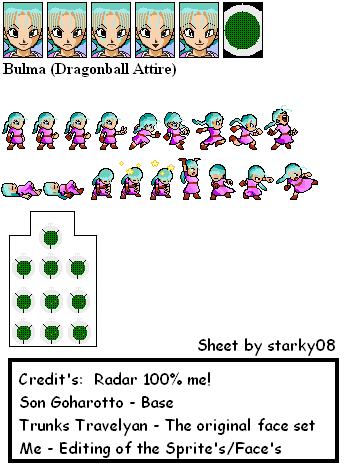 Bulma (Dragonball Attire)
Sheet by starky08
Credit's: Radar 100% me!
Son Goharotto - Base
Trunks Travelyan - The original face set
Me - Editing of the Sprite's/Face's